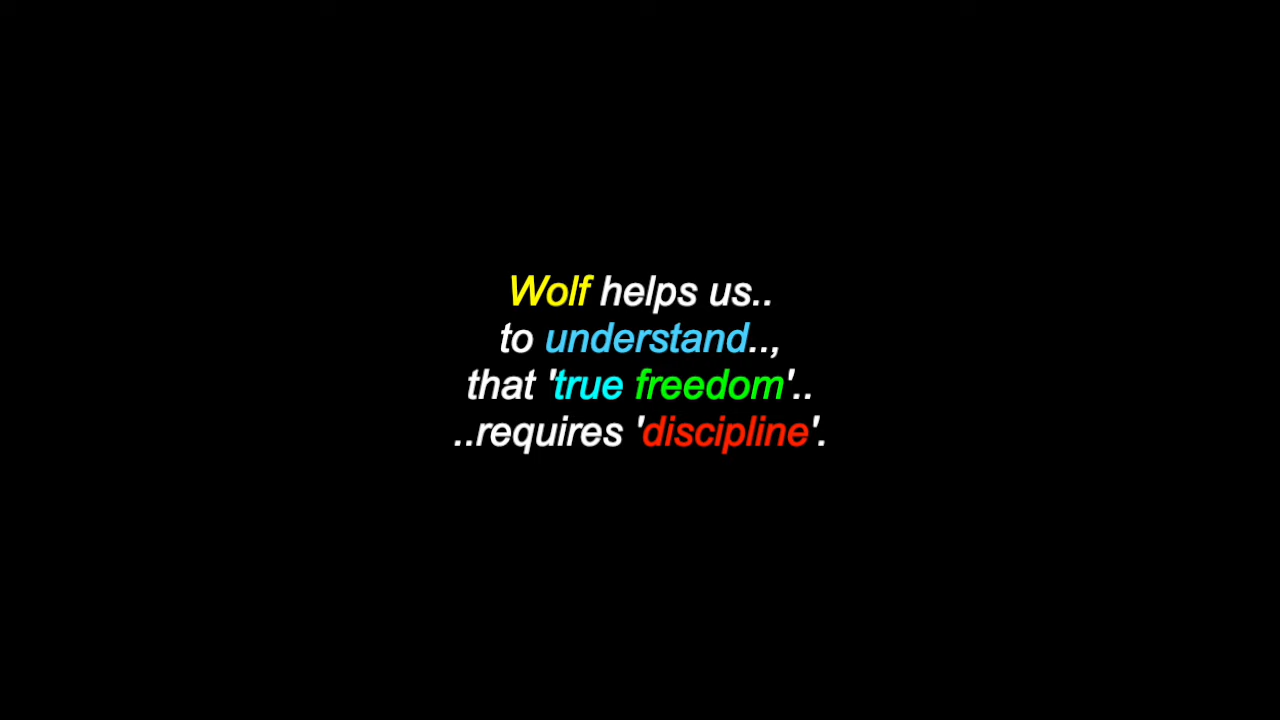 Wolf helps us..
to understand..,
that 'true freedom'..
..requires 'discipline'.